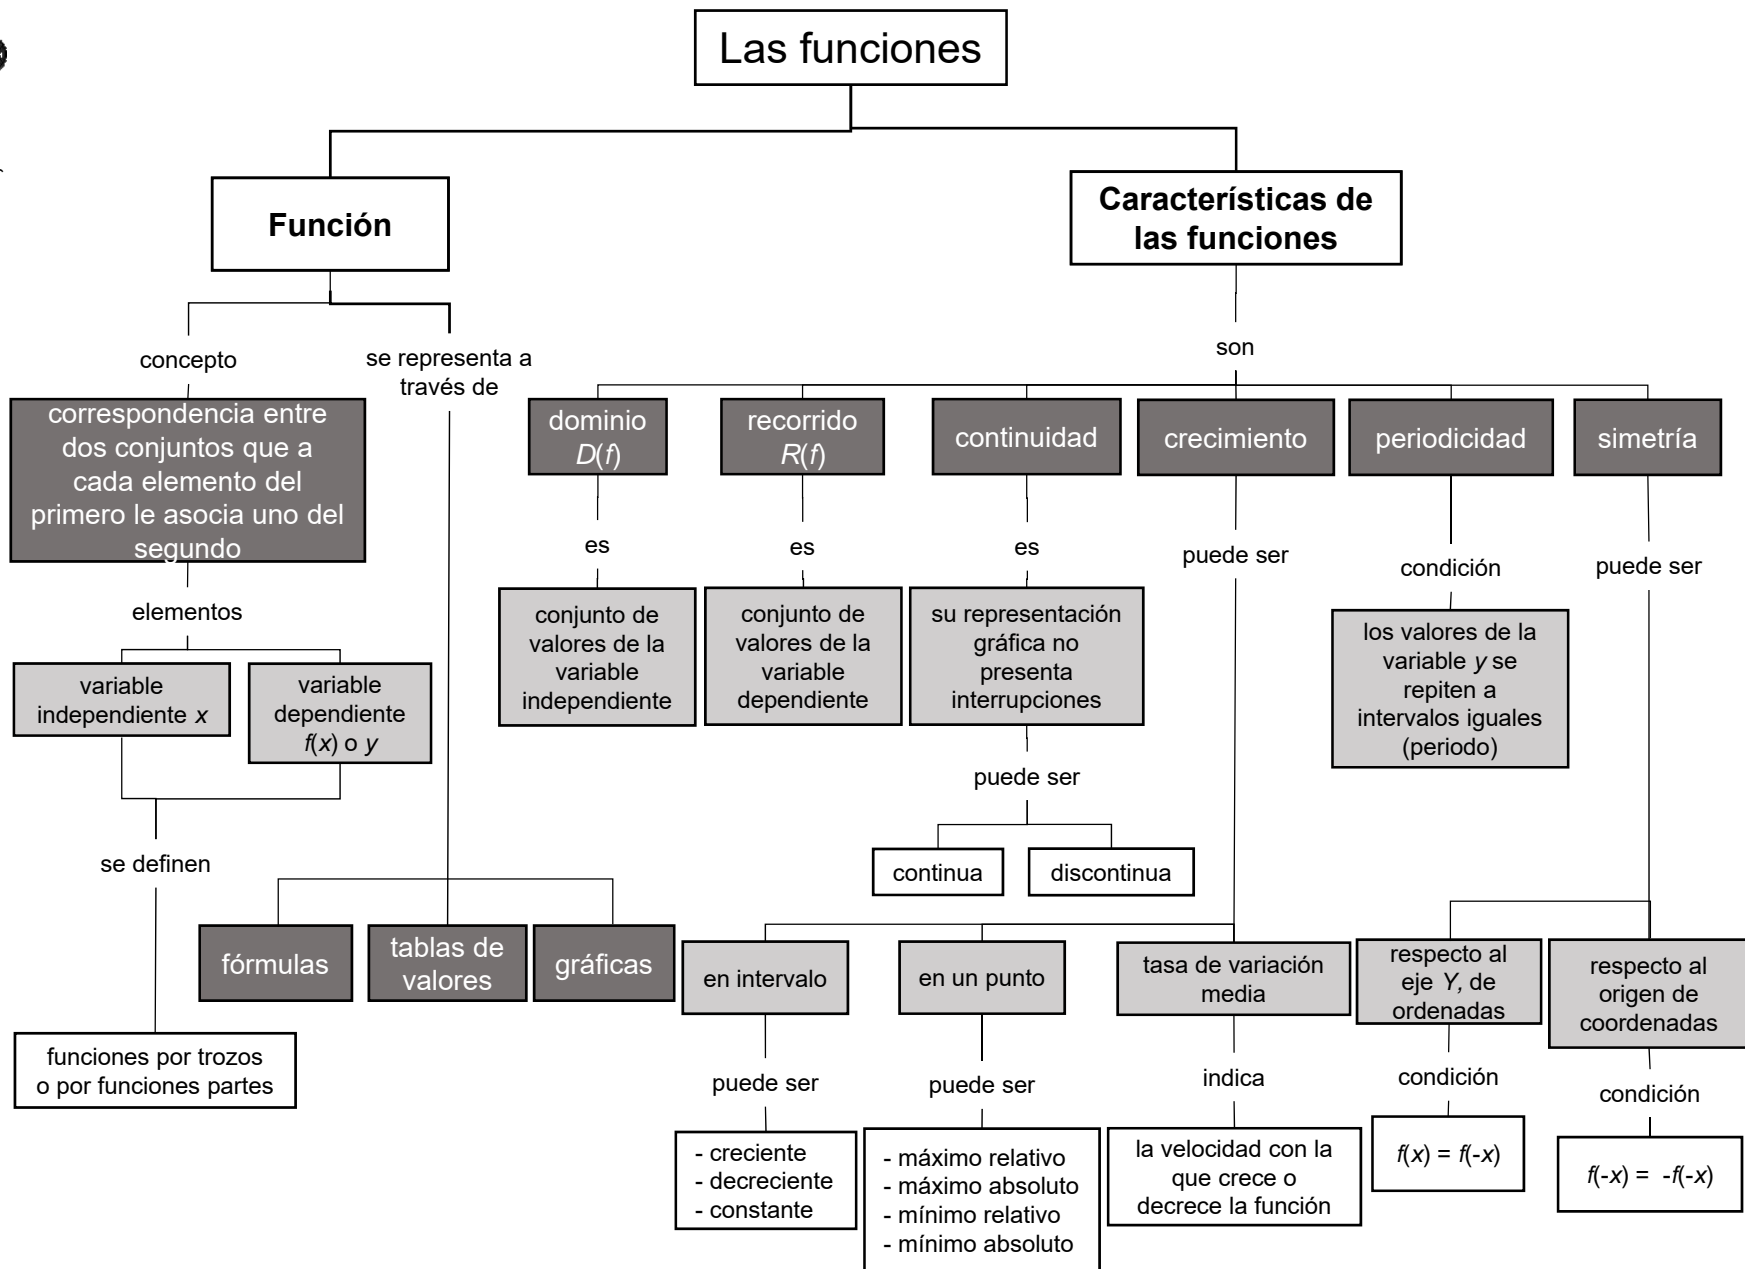 Las funciones
Función
Características de
las funciones
concepto
se representa a
través de
son
correspondencia entre
dos conjuntos que a
cada elemento del
primero le asocia uno del
segundo
dominio
D(f)
recorrido
R(f)
continuidad
crecimiento
periodicidad
simetría
es
es
es
puede ser
condición
puede ser
elementos
variable
independiente x
variable
dependiente
f(x) o y
conjunto de
valores de la
variable
independiente
conjunto de
valores de la
variable
dependiente
su representación
gráfica no
presenta
interrupciones
los valores de la
variable y se
repiten a
intervalos iguales
(periodo)
puede ser
continua
discontinua
se definen
fórmulas
tablas de
valores
gráficas
en intervalo
en un punto
tasa de variación
media
respecto al
eje Y, de
ordenadas
respecto al
origen de
coordenadas
funciones por trozos
o por funciones partes
puede ser
puede ser
indica
condición
condición
- creciente
- decreciente
- constante
- máximo relativo
- máximo absoluto
- mínimo relativo
- mínimo absoluto
la velocidad con la
que crece o
decrece la función
f(x) = f(-x)
f(-x) = -f(-x)